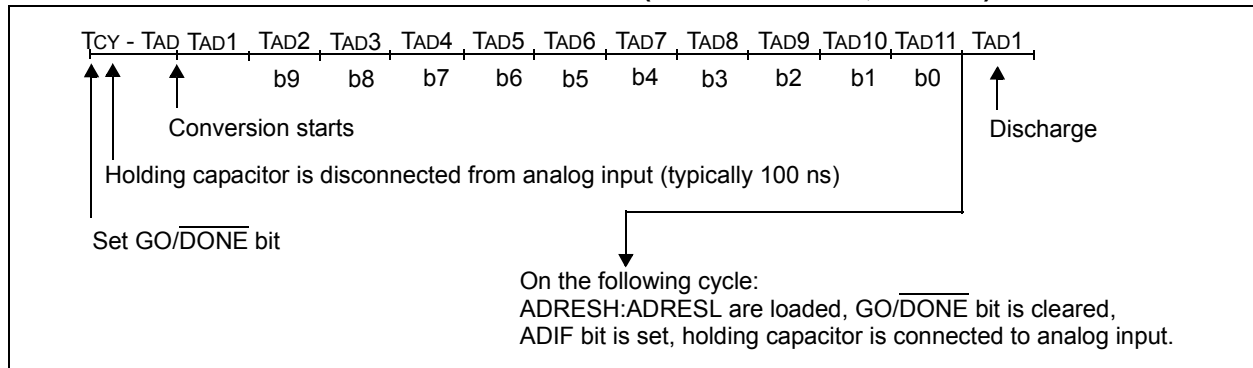 TCY - TAD TAD1 TAD2 TAD3 TAD4 TAD5 TAD6 TAD7 TAD8 TAD9 TAD10 TAD11 TAD1
b9 b8 b7 b6 b5 b4 b3 b2 b1 b0
Conversion starts
Discharge
Holding capacitor is disconnected from analog input (typically 100 ns)
Set GO/DONE bit
On the following cycle:
ADRESH:ADRESL are loaded, GO/DONE bit is cleared,
ADIF bit is set, holding capacitor is connected to analog input.